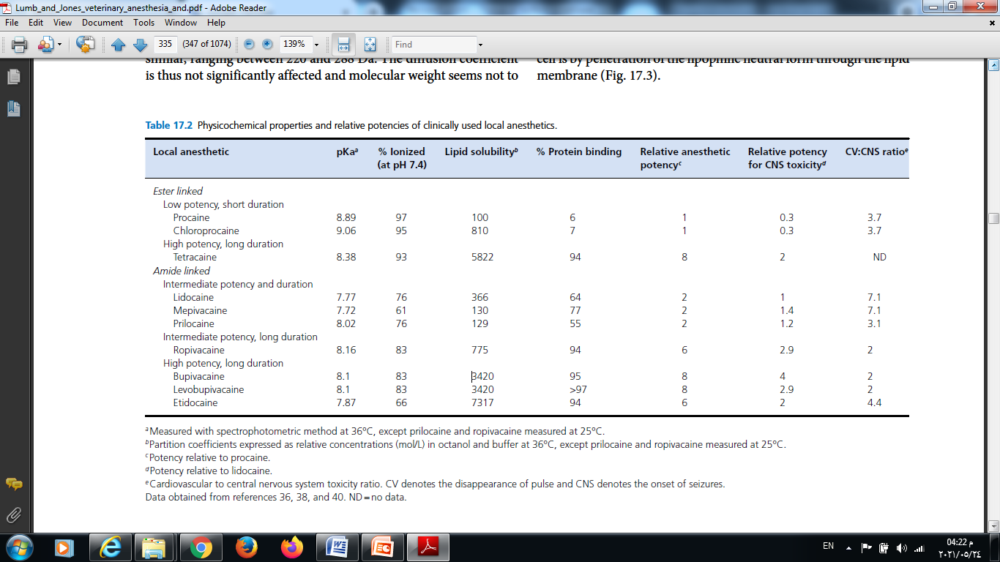 Lumb_and_Jones_veterinary_anesthesia_and.pdf - Adobe Reader
File Edit View Document Tools Window Help
335 (347 of 1074) 139% Find
similar, ranging between 220 and 288 Da. The diffusion coefficient
is thus not significantly affected and molecular weight seems not to
cell is by penetration of the lipophilic neutral form through the lipid
membrane (Fig. 17.3).
Table 17.2 Physicochemical properties and relative potencies of clinically used local anesthetics.
Local anesthetic pKaᵃ % Ionized (at pH 7.4) Lipid solubilityᵇ % Protein binding Relative anesthetic potencyᶜ Relative potency for CNS toxicityᵈ CV:CNS ratioᵉ
Ester linked
Low potency, short duration
Procaine 8.89 97 100 6 1 0.3 3.7
Chloroprocaine 9.06 95 810 7 1 0.3 3.7
High potency, long duration
Tetracaine 8.38 93 5822 94 8 2 ND
Amide linked
Intermediate potency and duration
Lidocaine 7.77 76 366 64 2 1 7.1
Mepivacaine 7.72 61 130 77 2 1.4 7.1
Prilocaine 8.02 76 129 55 2 1.2 3.1
Intermediate potency, long duration
Ropivacaine 8.16 83 775 94 6 2.9 2
High potency, long duration
Bupivacaine 8.1 83 3420 95 8 4 2
Levobupivacaine 8.1 83 3420 >97 8 2.9 2
Etidocaine 7.87 66 7317 94 6 2 4.4
ᵃMeasured with spectrophotometric method at 36°C, except prilocaine and ropivacaine measured at 25°C.
ᵇPartition coefficients expressed as relative concentrations (mol/L) in octanol and buffer at 36°C, except prilocaine and ropivacaine measured at 25°C.
ᶜPotency relative to procaine.
ᵈPotency relative to lidocaine.
ᵉCardiovascular to central nervous system toxicity ratio. CV denotes the disappearance of pulse and CNS denotes the onset of seizures.
Data obtained from references 36, 38, and 40. ND = no data.
EN
04:22 م
٢٠٢١/٠٥/٢٤